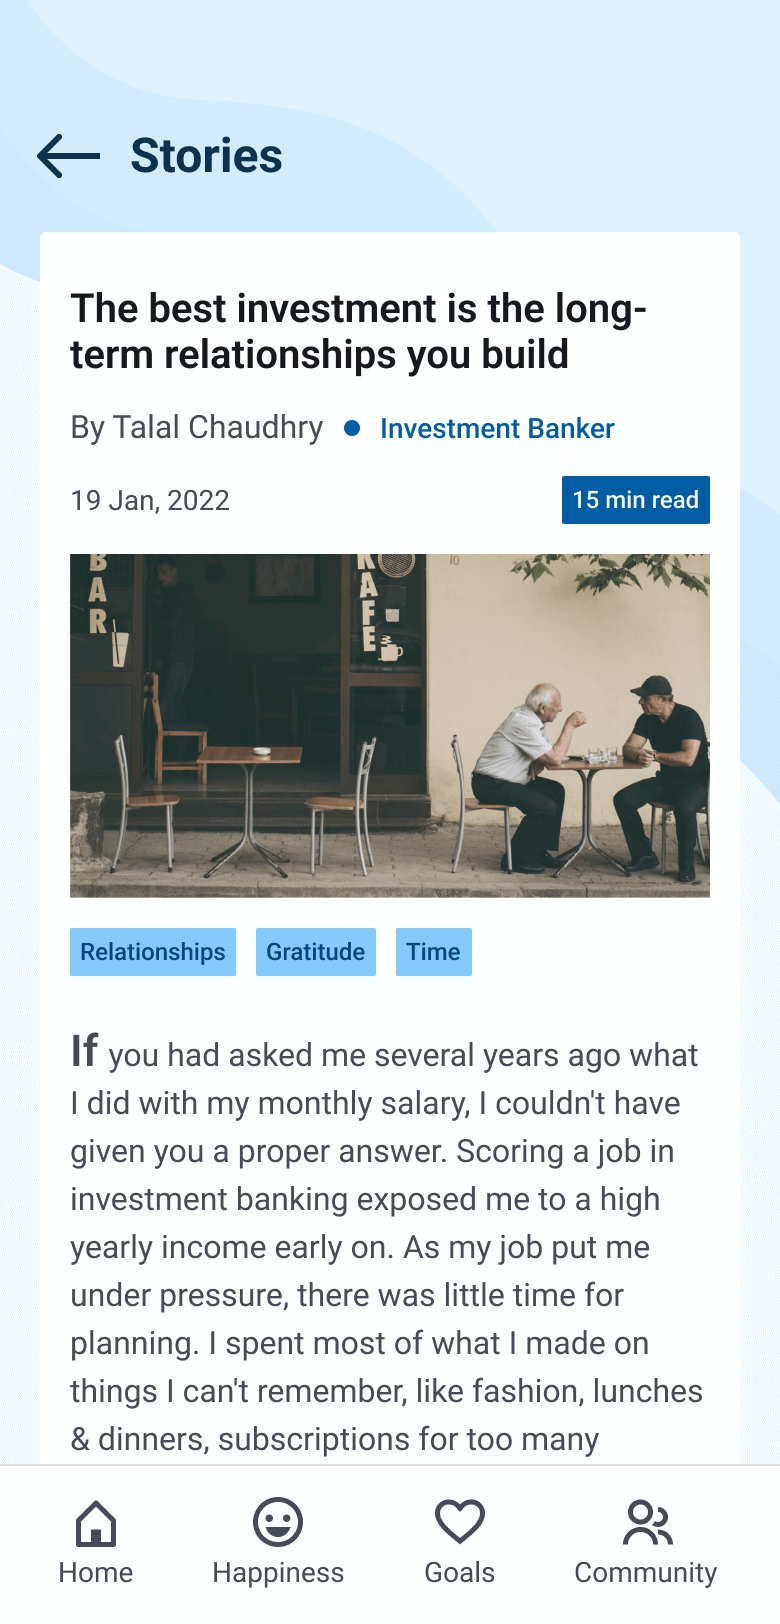 Stories
The best investment is the long-
term relationships you build
By Talal Chaudhry • Investment Banker
19 Jan, 2022
15 min read
BAR
KAFE
10
Relationships
Gratitude
Time
If you had asked me several years ago what
I did with my monthly salary, I couldn't have
given you a proper answer. Scoring a job in
investment banking exposed me to a high
yearly income early on. As my job put me
under pressure, there was little time for
planning. I spent most of what I made on
things I can't remember, like fashion, lunches
& dinners, subscriptions for too many
Home
Happiness
Goals
Community